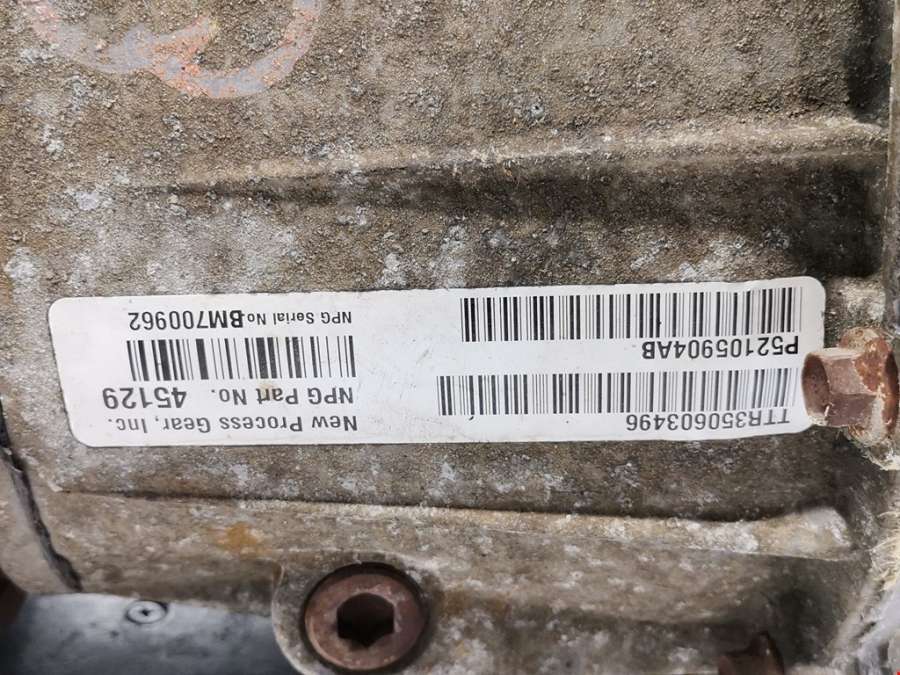 New Process Gear, Inc.
NPG Part No. 45129
NPG Serial No. BM700962
TTR350603496
P52105904AB